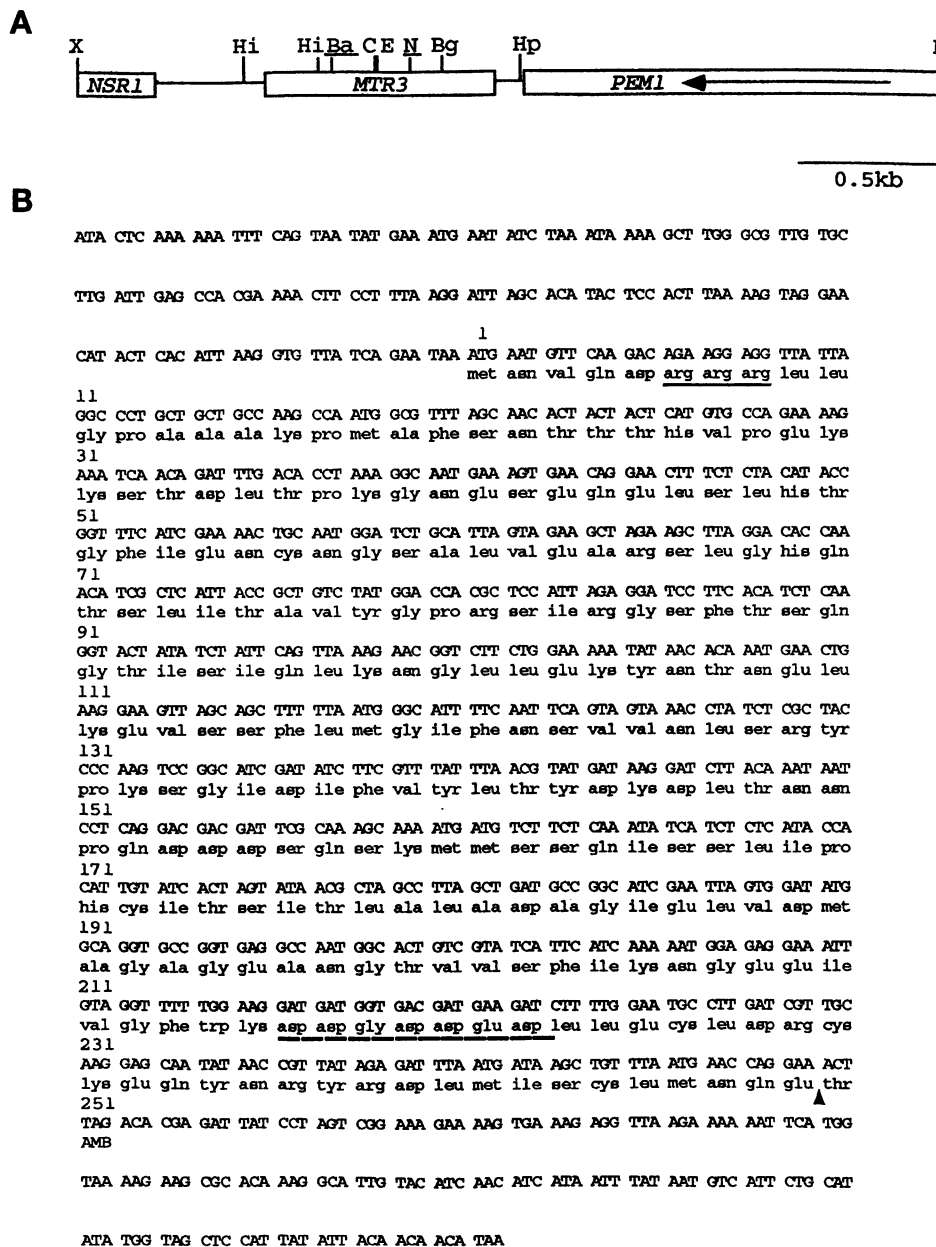 A
X Hi Hi Ba C E N Bg Hp
NSR1 MTR3 PEM1
0.5kb
B
ATA CTC AAA AAA TTT CAG TAA TAT GAA ATG AAT ATC TAA ATA AAA GCT TGG GCG TTG TGC
TTG ATT GAG CCA CGA AAA CTT CCT TTA AGG ATT AGC ACA TAC TCC ACT TAA AAG TAG GAA
1
CAT ACT CAC ATT AAG GTG TTA TCA GAA TAA ATG AAT GTT CAA GAC AGA AGG AGG TTA TTA
met asn val gln asp arg arg arg leu leu
11
GGC CCT GCT GCT GCC AAG CCA ATG GCG TTT AGC AAC ACT ACT ACT CAT GTG CCA GAA AAG
gly pro ala ala ala lys pro met ala phe ser asn thr thr thr his val pro glu lys
31
AAA TCA ACA GAT TTG ACA CCT AAA GGC AAT GAA AGT GAA CAG GAA CTT TCT CTA CAT ACC
lys ser thr asp leu thr pro lys gly asn glu ser glu gln glu leu ser leu his thr
51
GGT TTC ATC GAA AAC TGC AAT GGA TCT GCA TTA GTA GAA GCT AGA AGC TTA GGA CAC CAA
gly phe ile glu asn cys asn gly ser ala leu val glu ala arg ser leu gly his gln
71
ACA TCG CTC ATT ACC GCT GTC TAT GGA CCA CGC TCC ATT AGA GGA TCC TTC ACA TCT CAA
thr ser leu ile thr ala val tyr gly pro arg ser ile arg gly ser phe thr ser gln
91
GGT ACT ATA TCT ATT CAG TTA AAG AAC GGT CTT CTG GAA AAA TAT AAC ACA AAT GAA CTG
gly thr ile ser ile gln leu lys asn gly leu leu glu lys tyr asn thr asn glu leu
111
AAG GAA GTT AGC AGC TTT TTA ATG GGC ATT TTC AAT TCA GTA GTA AAC CTA TCT CGC TAC
lys glu val ser ser phe leu met gly ile phe asn ser val val asn leu ser arg tyr
131
CCC AAG TCC GGC ATC GAT ATC TTC GTT TAT TTA ACG TAT GAT AAG GAT CTT ACA AAT AAT
pro lys ser gly ile asp ile phe val tyr leu thr tyr asp lys asp leu thr asn asn
151
CCT CAG GAC GAC GAT TCG CAA AGC AAA ATG ATG TCT TCT CAA ATA TCA TCT CTC ATA CCA
pro gln asp asp asp ser gln ser lys met met ser ser gln ile ser ser leu ile pro
171
CAT TGT ATC ACT AGT ATA ACG CTA GCC TTA GCT GAT GCC GGC ATC GAA TTA GTG GAT ATG
his cys ile thr ser ile thr leu ala leu ala asp ala gly ile glu leu val asp met
191
GCA GGT GCC GGT GAG GCC AAT GGC ACT GTC GTA TCA TTC ATC AAA AAT GGA GAG GAA ATT
ala gly ala gly glu ala asn gly thr val val ser phe ile lys asn gly glu glu ile
211
GTA GGT TTT TGG AAG GAT GAT GGT GAC GAT GAA GAT CTT TTG GAA TGC CTT GAT CGT TGC
val gly phe trp lys asp asp gly asp asp glu asp leu leu glu cys leu asp arg cys
231
AAG GAG CAA TAT AAC CGT TAT AGA GAT TTA ATG ATA AGC TGT TTA ATG AAC CAG GAA ACT
lys glu gln tyr asn arg tyr arg asp leu met ile ser cys leu met asn gln glu thr
251
TAG ACA CGA GAT TAT CCT AGT CGG AAA GAA AAG TGA AAG AGG TTA AGA AAA AAT TCA TGG
AMB
TAA AAG AAG CGC ACA AAG GCA TTG TAC ATC AAC ATC ATA ATT TAT AAT GTC ATT CTG CAT
ATA TGG TAG CTC CAT TAT ATT ACA ACA ACA TAA